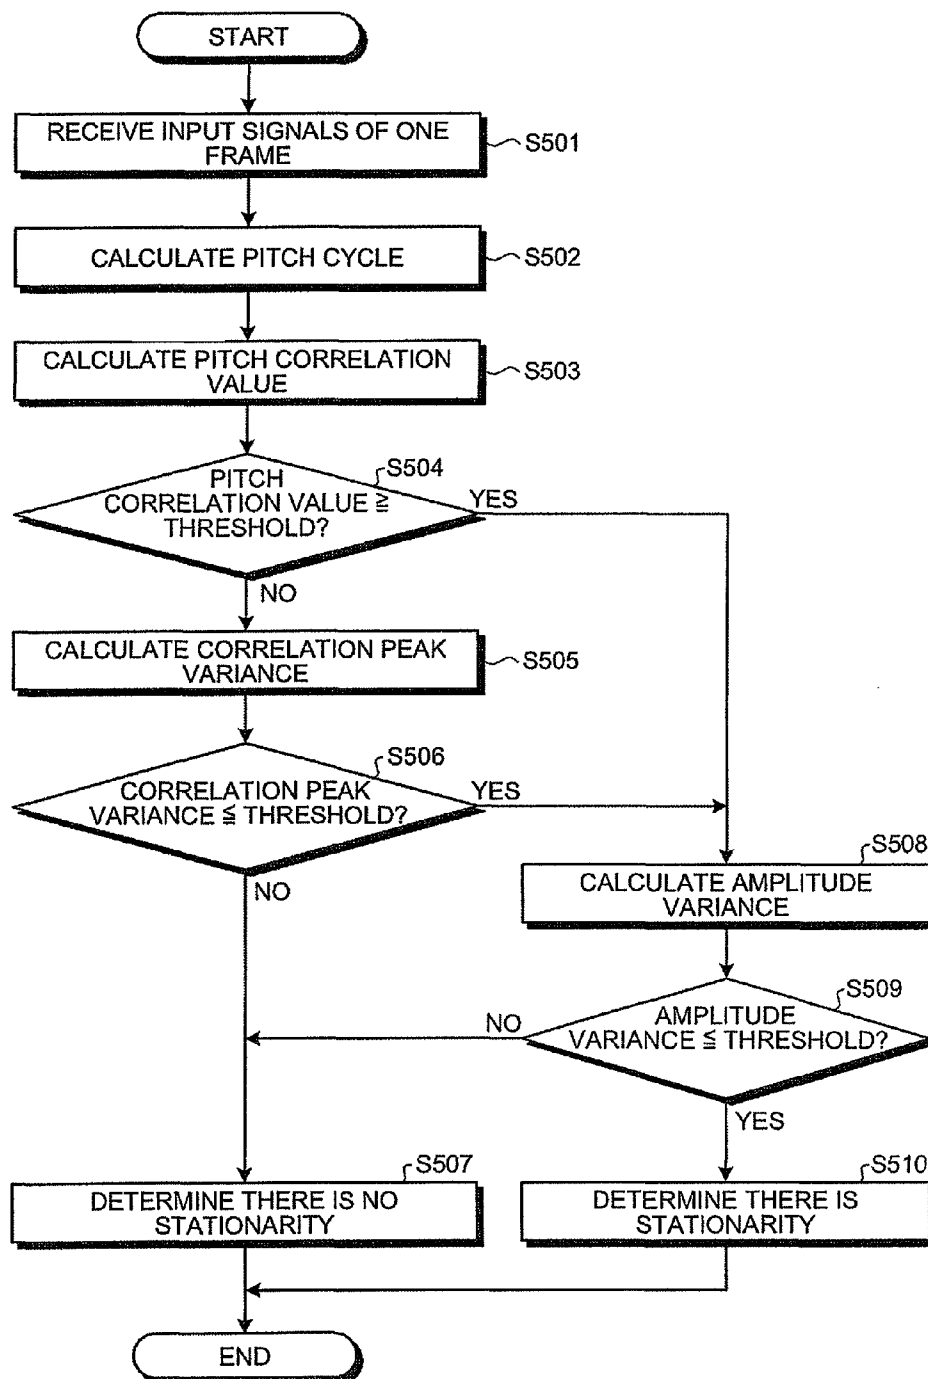 START
RECEIVE INPUT SIGNALS OF ONE
FRAME
S501
CALCULATE PITCH CYCLE
S502
CALCULATE PITCH CORRELATION
VALUE
S503
S504
PITCH
CORRELATION VALUE ≧
THRESHOLD?
YES
NO
CALCULATE CORRELATION PEAK
VARIANCE
S505
S506
CORRELATION PEAK
VARIANCE ≦ THRESHOLD?
YES
NO
S508
CALCULATE AMPLITUDE
VARIANCE
S509
AMPLITUDE
VARIANCE ≦ THRESHOLD?
NO
YES
S507
DETERMINE THERE IS NO
STATIONARITY
S510
DETERMINE THERE IS
STATIONARITY
END